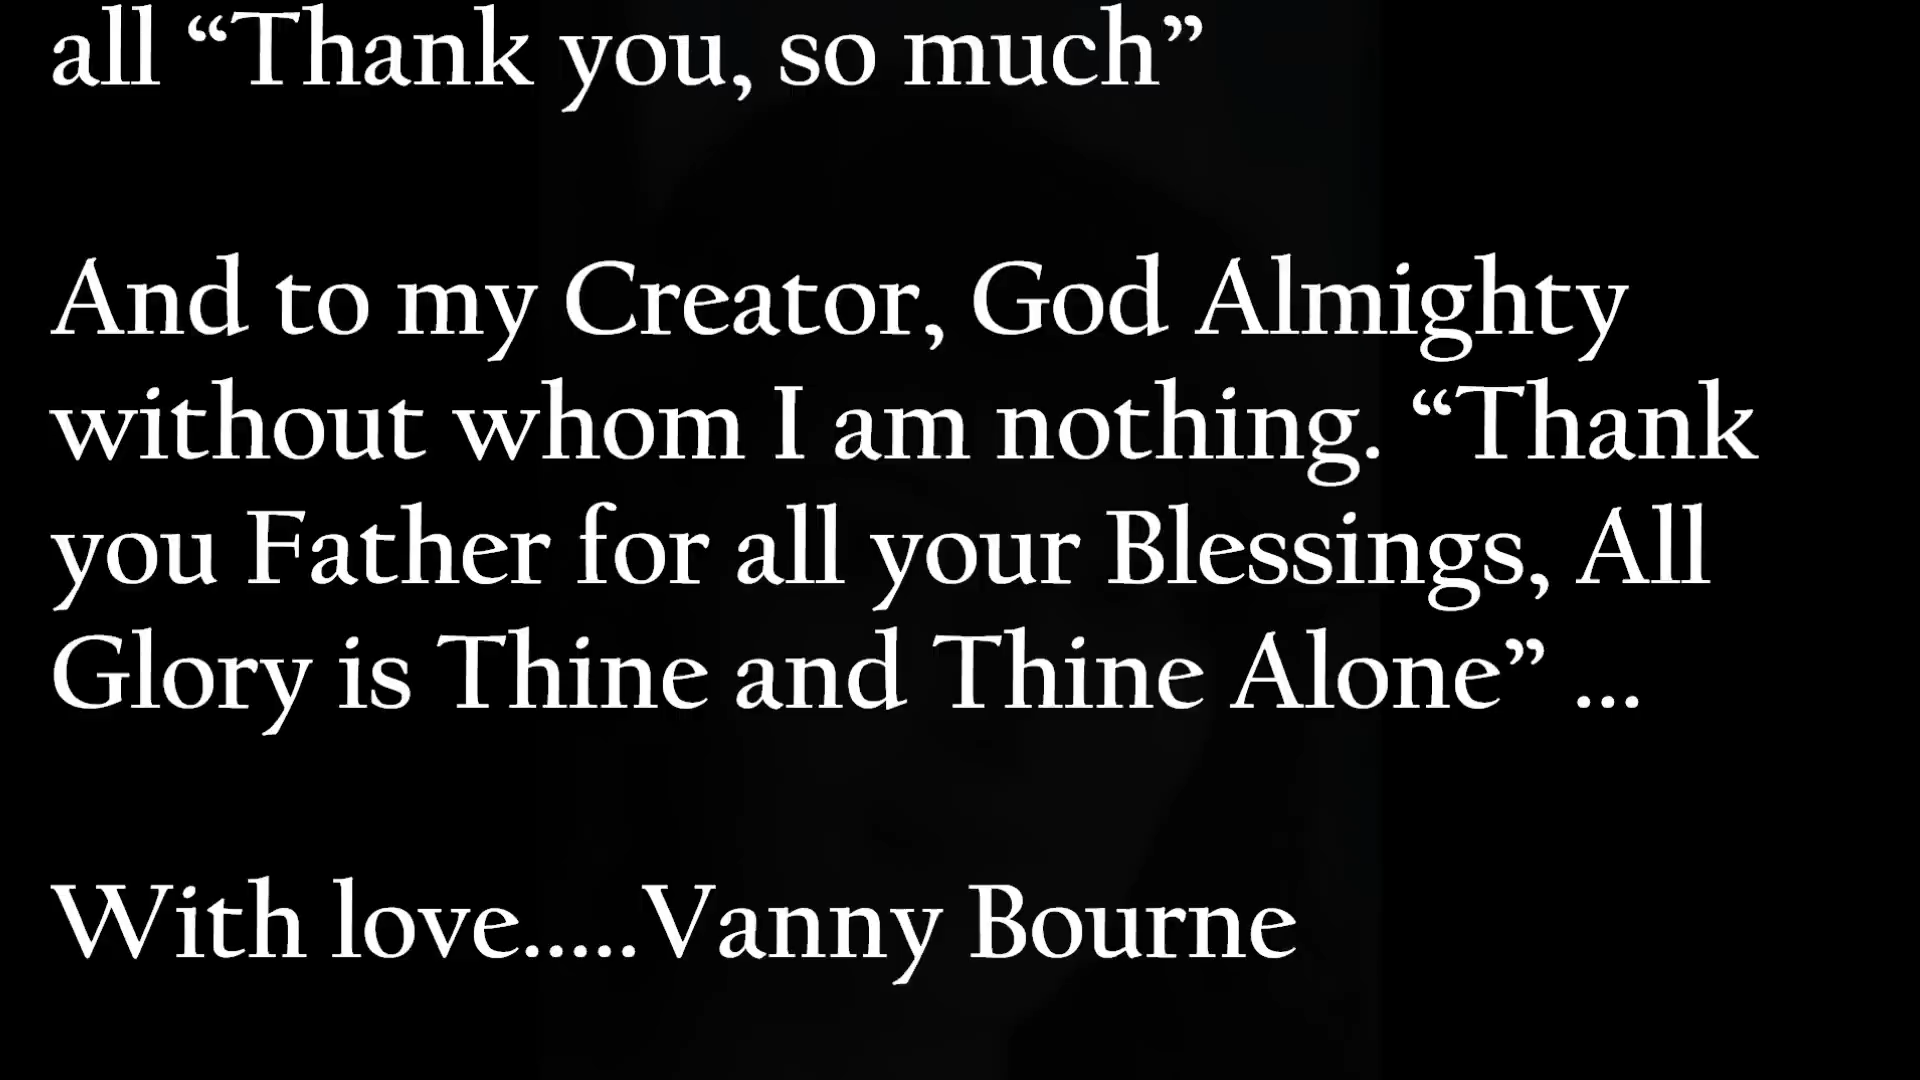 all “Thank you, so much”
And to my Creator, God Almighty
without whom I am nothing. “Thank
you Father for all your Blessings, All
Glory is Thine and Thine Alone” ...
With love.....Vanny Bourne